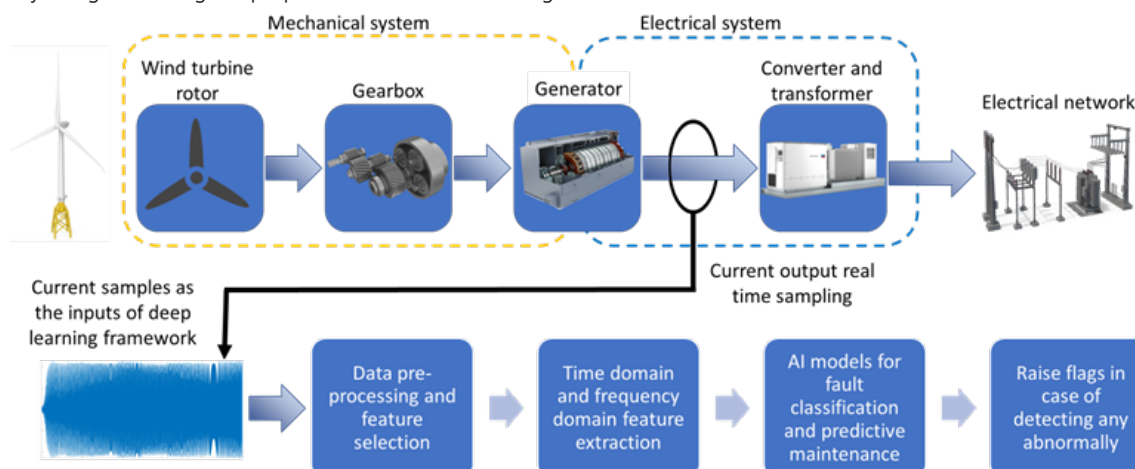 Mechanical system
Electrical system
Wind turbine
rotor
Gearbox
Generator
Converter and
transformer
Electrical network
Current samples as
the inputs of deep
learning framework
Current output real
time sampling
Data pre-
processing and
feature
selection
Time domain
and frequency
domain feature
extraction
AI models for
fault
classification
and predictive
maintenance
Raise flags in
case of
detecting any
abnormally